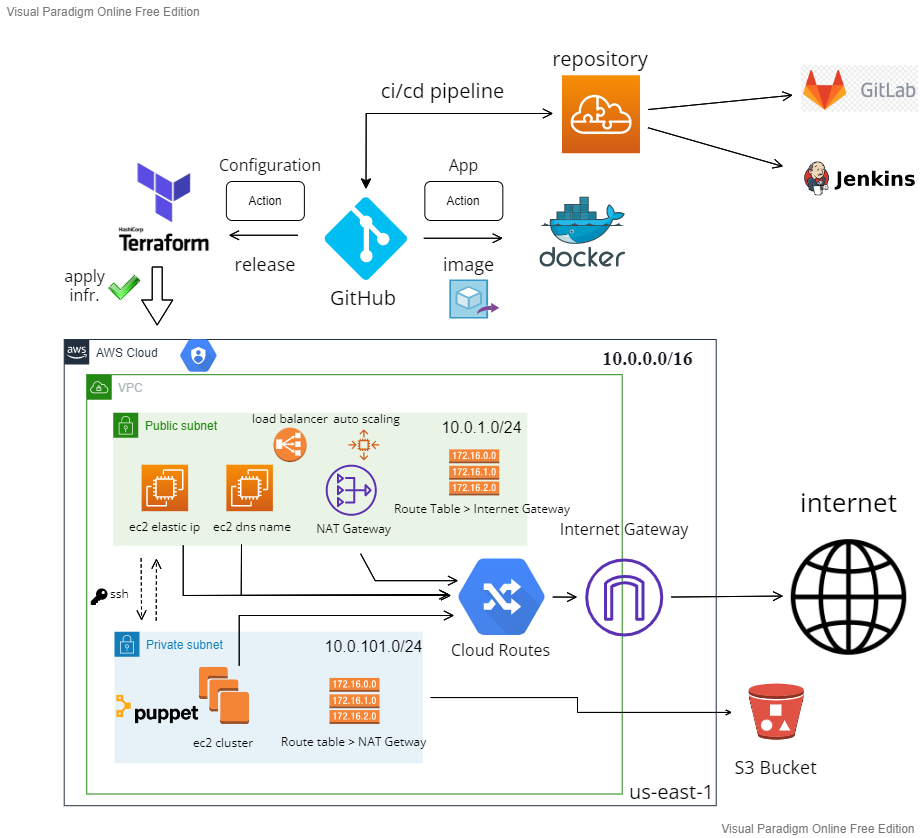 Visual Paradigm Online Free Edition
repository
ci/cd pipeline
GitLab
Configuration
Action
App
Action
Jenkins
HashiCorp
Terraform
release
GitHub
image
docker
apply
infr.
aws
AWS Cloud
10.0.0.0/16
VPC
Public subnet
load balancer
auto scaling
10.0.1.0/24
172.16.0.0
172.16.1.0
172.16.2.0
Route Table > Internet Gateway
ec2 elastic ip
ec2 dns name
NAT Gateway
Internet Gateway
internet
ssh
Cloud Routes
Private subnet
10.0.101.0/24
172.16.0.0
172.16.1.0
172.16.2.0
puppet
ec2 cluster
Route table > NAT Getway
S3 Bucket
us-east-1
Visual Paradigm Online Free Edition